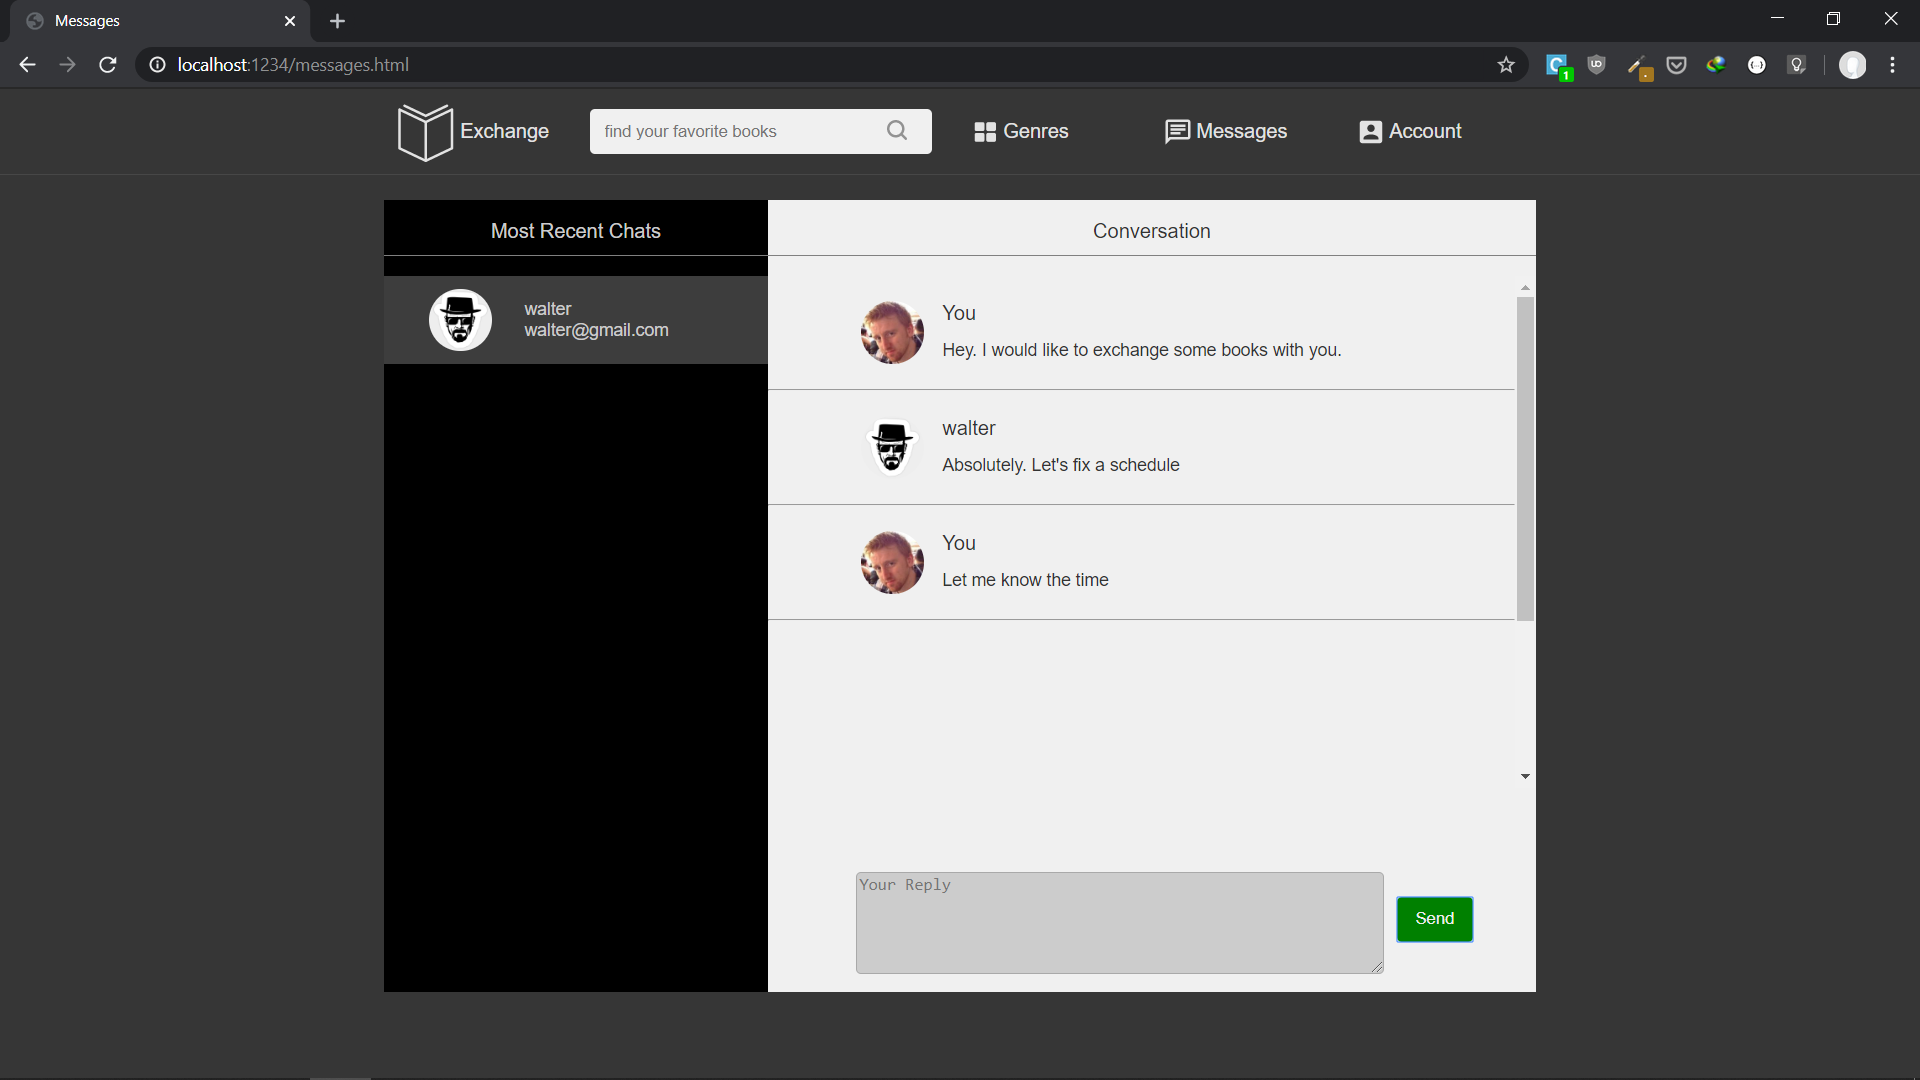 Messages
localhost:1234/messages.html
1
Exchange
find your favorite books
Genres
Messages
Account
Most Recent Chats
Conversation
walter
walter@gmail.com
You
Hey. I would like to exchange some books with you.
walter
Absolutely. Let's fix a schedule
You
Let me know the time
Your Reply
Send